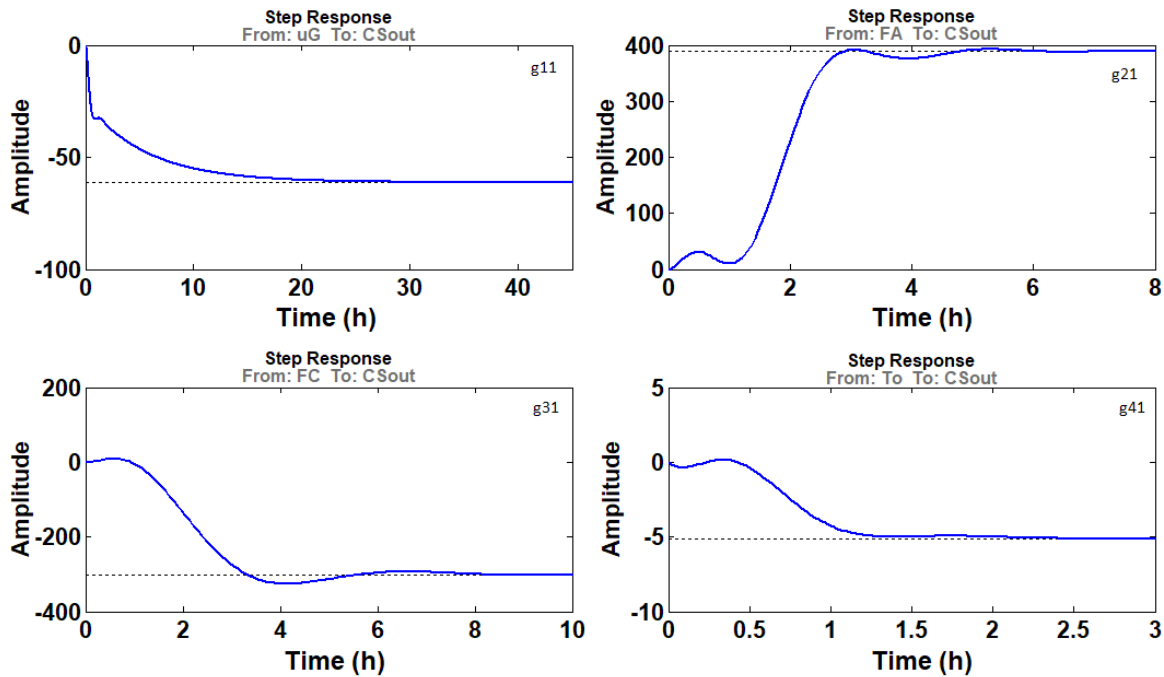 Step Response
From: uG To: CSout
g11
0
-50
-100
Amplitude
0 10 20 30 40
Time (h)
Step Response
From: FA To: CSout
g21
400
300
200
100
0
Amplitude
0 2 4 6 8
Time (h)
Step Response
From: FC To: CSout
g31
200
0
-200
-400
Amplitude
0 2 4 6 8 10
Time (h)
Step Response
From: To To: CSout
g41
5
0
-5
-10
Amplitude
0 0.5 1 1.5 2 2.5 3
Time (h)